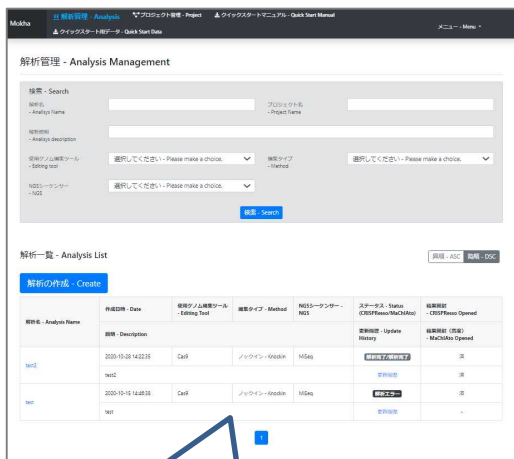 Mokha
解析管理 - Analysis
プロジェクト管理 - Project
クイックスタートマニュアル - Quick Start Manual
クイックスタート用データ - Quick Start Data
メニュー - Menu
解析管理 - Analysis Management
検索 - Search
解析名
- Analisys Name
プロジェクト名
- Project Name
解析説明
- Analisys description
使用ゲノム編集ツール
- Editing tool
選択してください - Please make a choice.
編集タイプ
- Method
選択してください - Please make a choice.
NGSシーケンサー
- NGS
選択してください - Please make a choice.
検索 - Search
解析一覧 - Analysis List
昇順 - ASC
降順 - DSC
解析の作成 - Create
解析名 - Analysis Name
作成日時 - Date
使用ゲノム編集ツール
- Editing Tool
編集タイプ - Method
NGSシーケンサー -
NGS
ステータス - Status
(CRISPResso/MaChIAto)
結果開封
- CRISPResso Opened
説明 - Description
更新履歴 - Update
History
結果開封 (高度)
- MaChIAto Opened
test2
2020-10-28 14:22:35
Cas9
ノックイン - Knockin
MiSeq
解析完了/解析完了
済
test2
更新履歴
済
test
2020-10-15 14:46:38
Cas9
ノックイン - Knockin
MiSeq
解析エラー
済
test
更新履歴
-
1